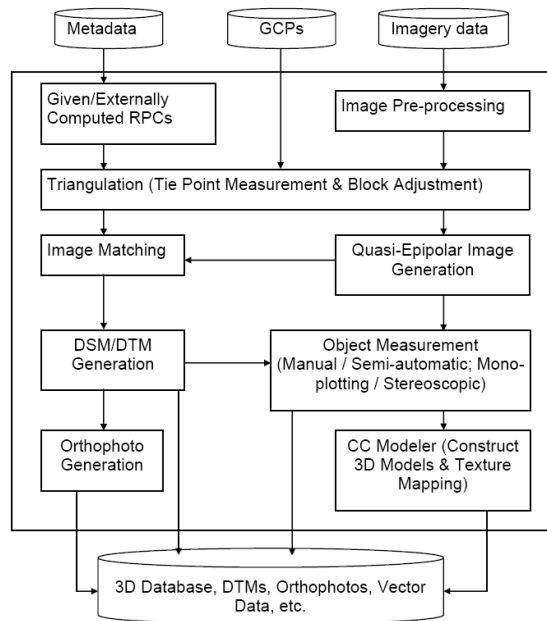 Metadata
GCPs
Imagery data
Given/Externally
Computed RPCs
Image Pre-processing
Triangulation (Tie Point Measurement & Block Adjustment)
Image Matching
Quasi-Epipolar Image
Generation
DSM/DTM
Generation
Object Measurement
(Manual / Semi-automatic; Mono-
plotting / Stereoscopic)
Orthophoto
Generation
CC Modeler (Construct
3D Models & Texture
Mapping)
3D Database, DTMs, Orthophotos, Vector
Data, etc.